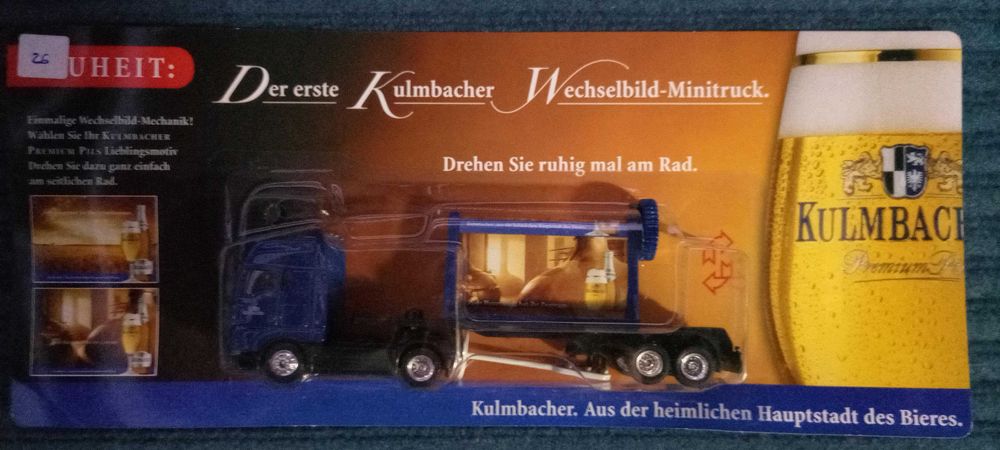 26
UHEIT:
Der erste Kulmbacher Wechselbild-Minitruck.
Einmalige Wechselbild-Mechanik!
Wählen Sie Ihr KULMBACHER
PREMIUM PILS Lieblingsmotiv
Drehen Sie dazu ganz einfach
am seitlichen Rad.
Drehen Sie ruhig mal am Rad.
KULMBACH
Premium
Kulmbacher. Aus der heimlichen Hauptstadt des Bieres.